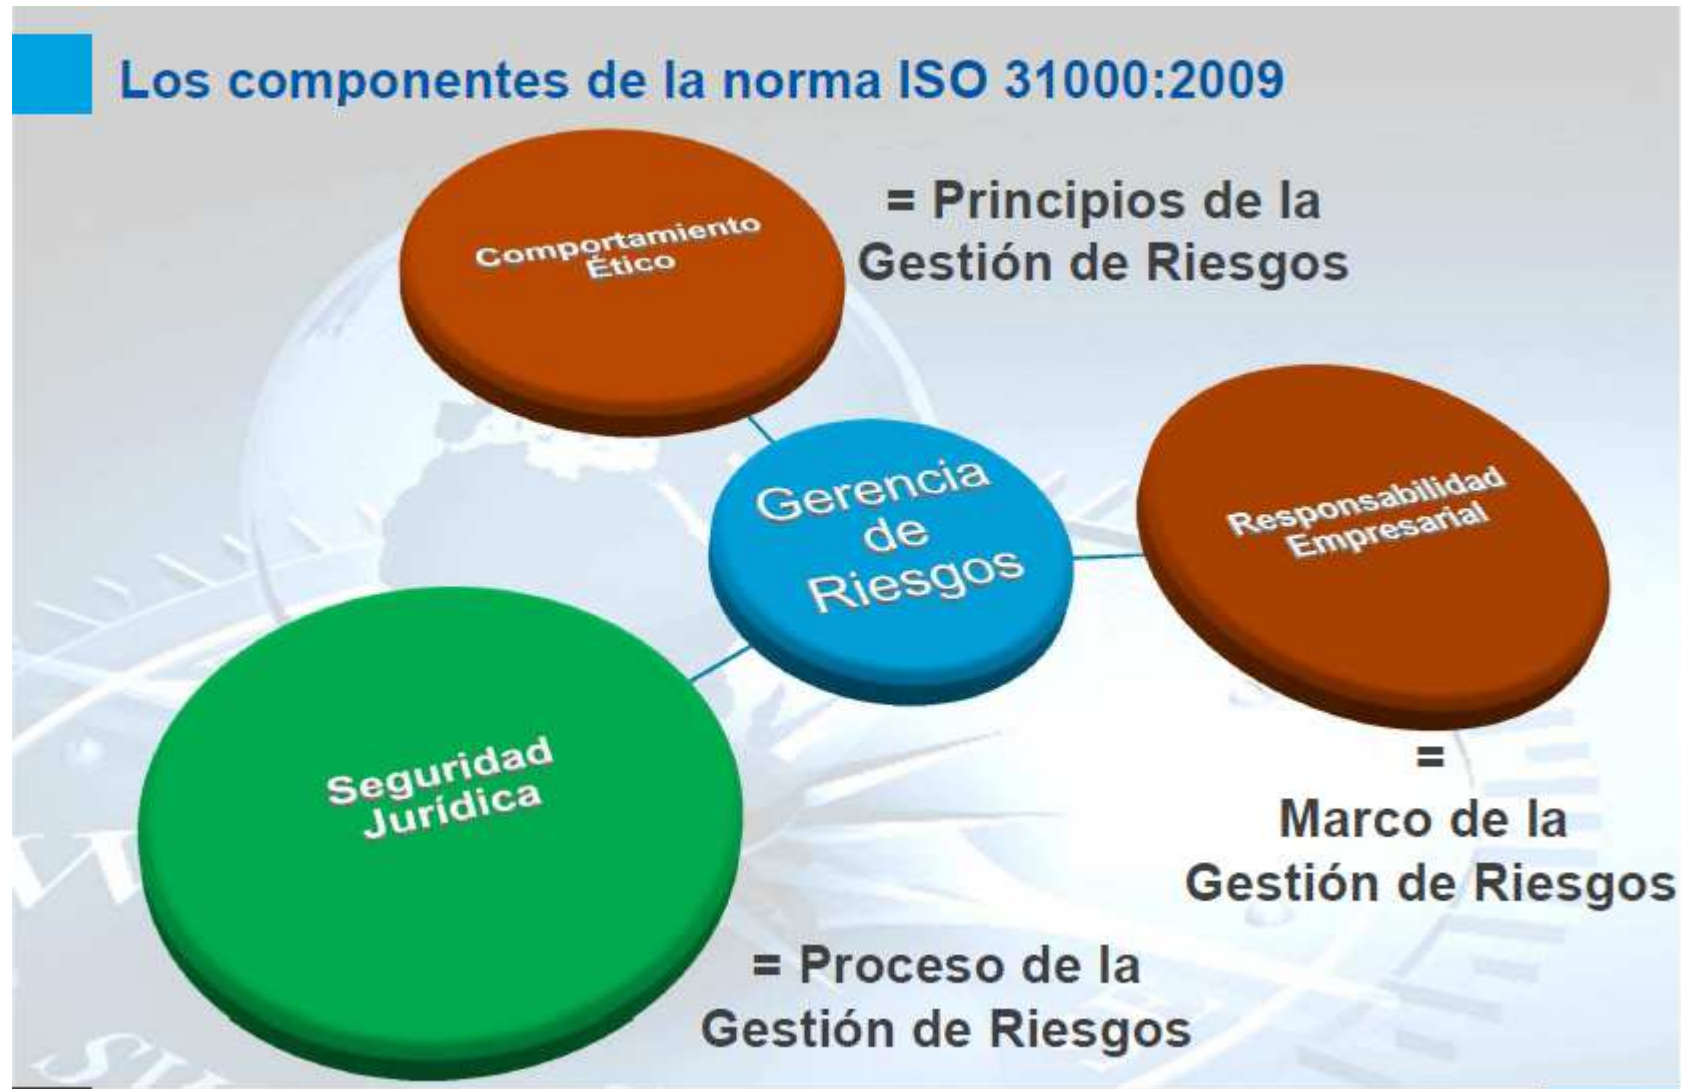 Los componentes de la norma ISO 31000:2009
Comportamiento
Ético
= Principios de la
Gestión de Riesgos
Gerencia
de
Riesgos
Responsabilidad
Empresarial
=
Marco de la
Gestión de Riesgos
Seguridad
Jurídica
= Proceso de la
Gestión de Riesgos